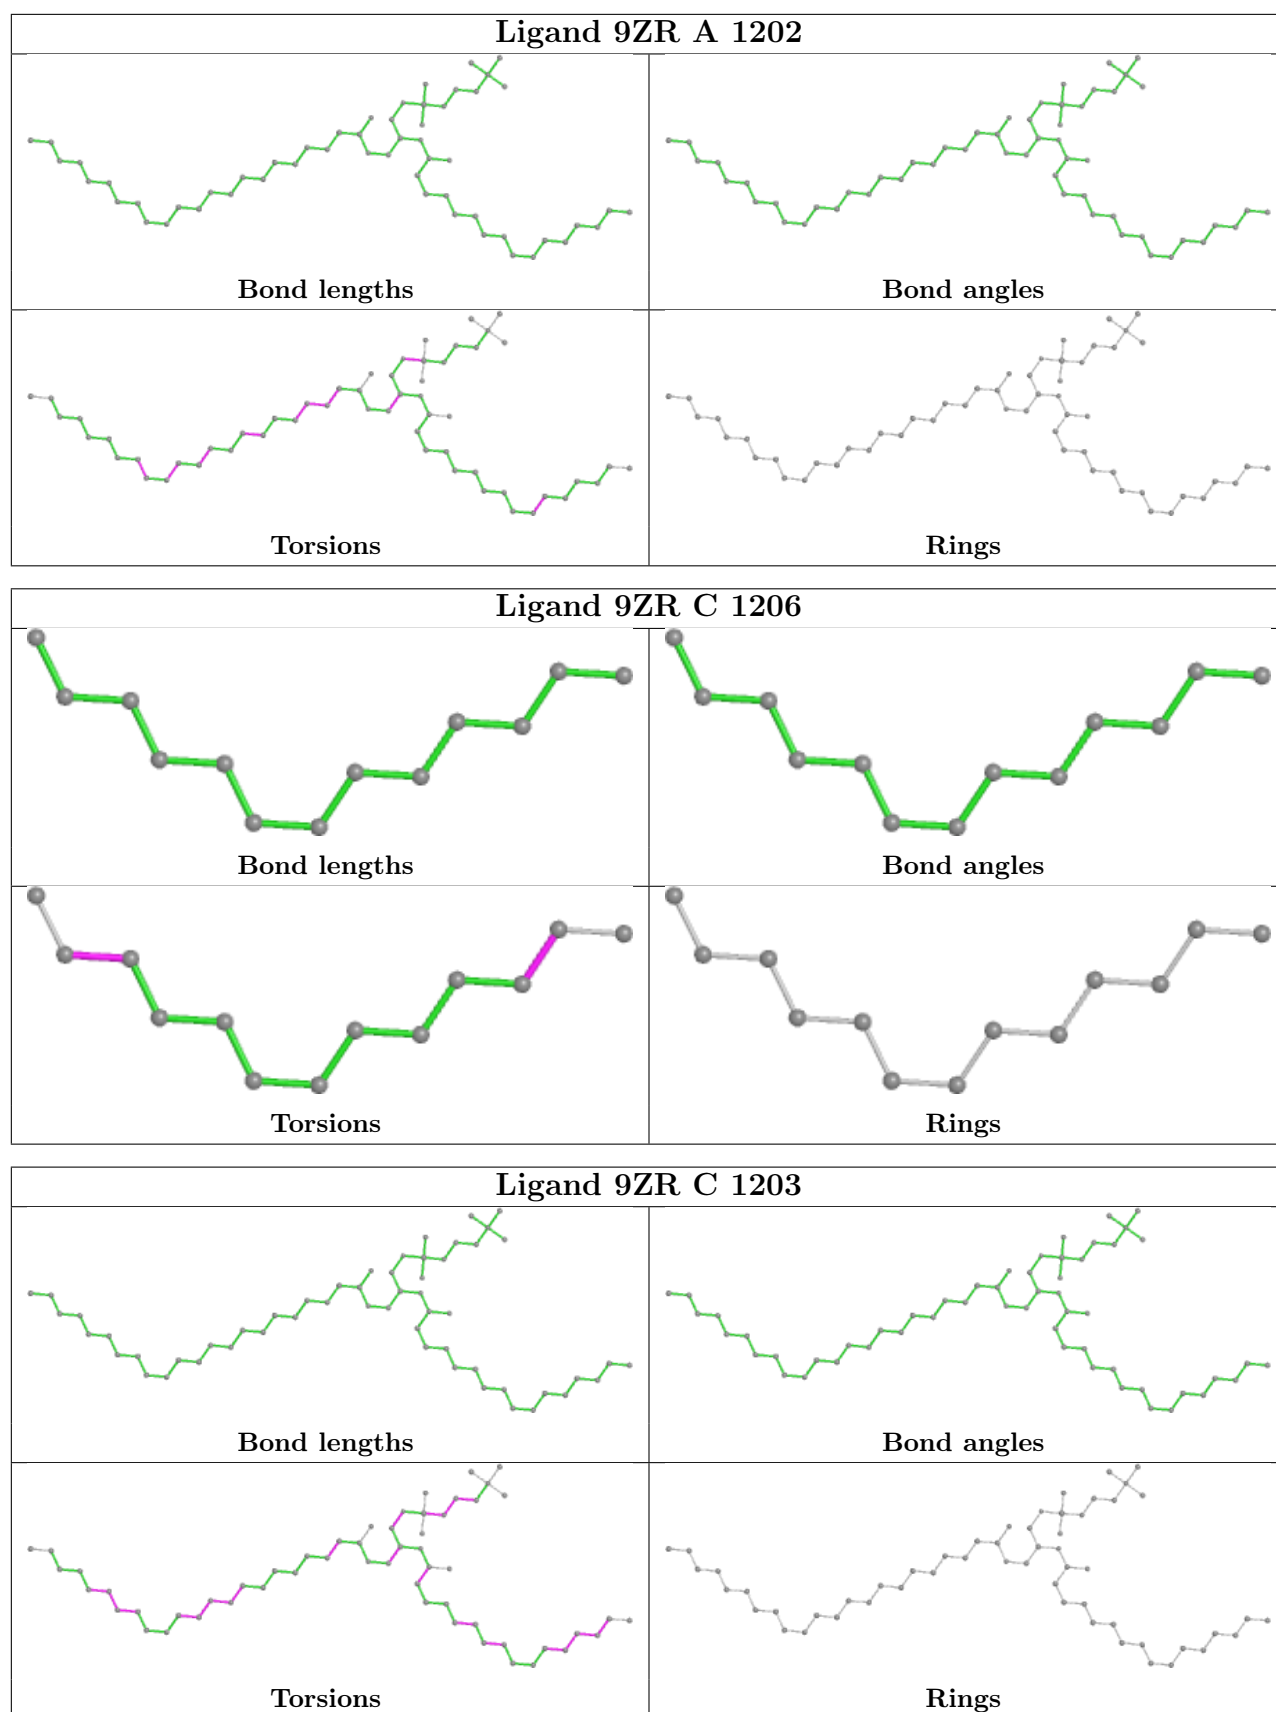 Ligand 9ZR A 1202
Bond lengths
Bond angles
Torsions
Rings
Ligand 9ZR C 1206
Bond lengths
Bond angles
Torsions
Rings
Ligand 9ZR C 1203
Bond lengths
Bond angles
Torsions
Rings